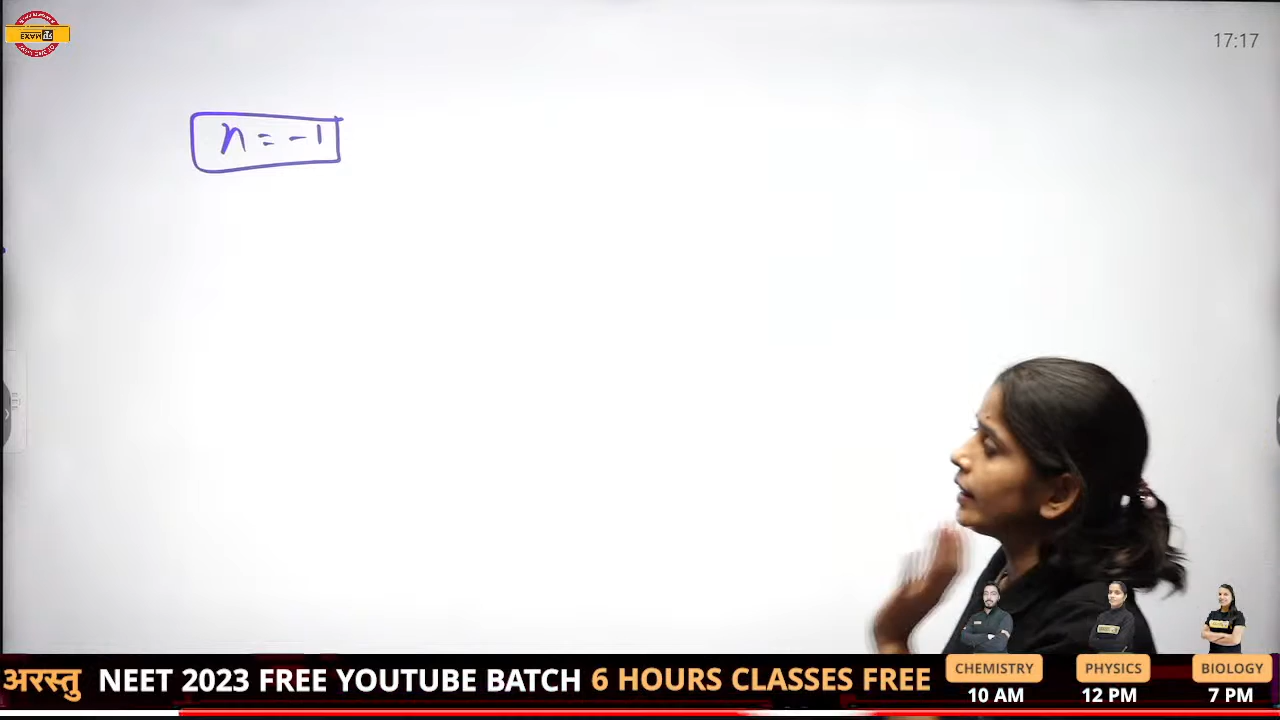 17:17
n = -1
अरस्तु NEET 2023 FREE YOUTUBE BATCH 6 HOURS CLASSES FREE
CHEMISTRY PHYSICS BIOLOGY
10 AM 12 PM 7 PM